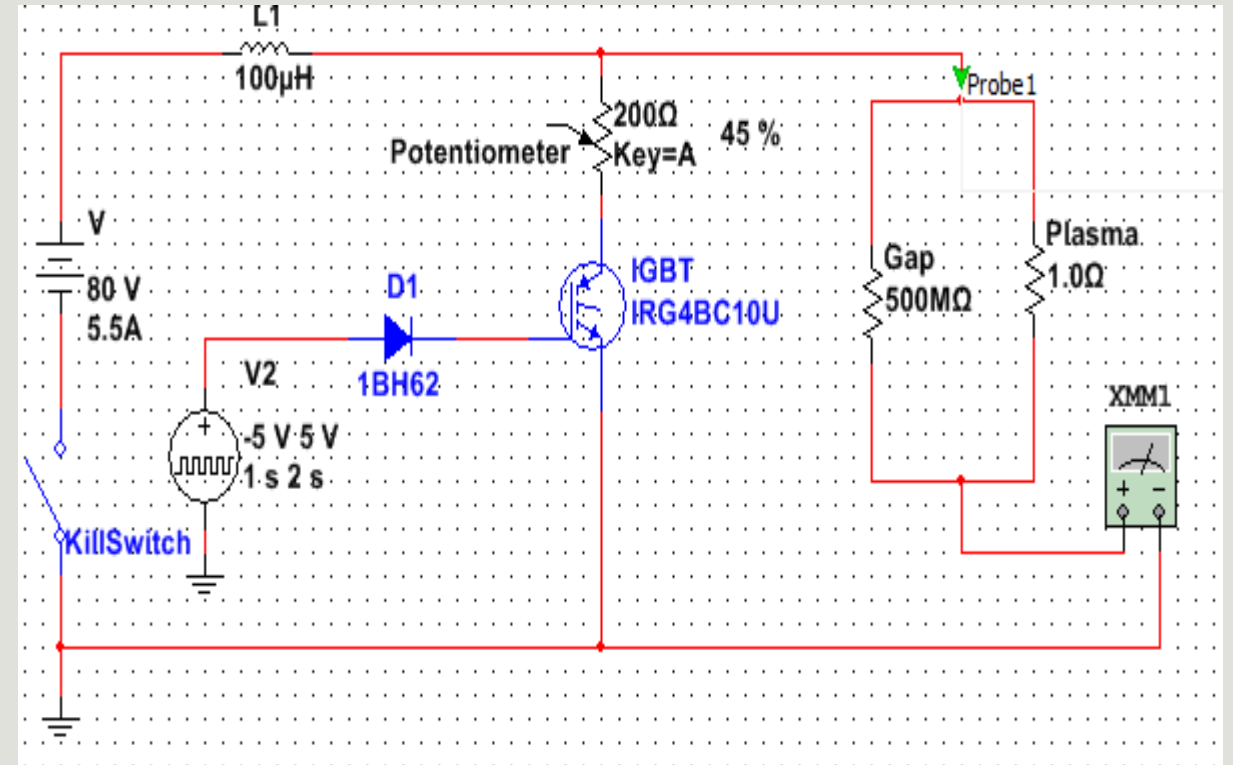 L1
100µH
Probe1
200Ω
45 %
Potentiometer
Key=A
V
80 V
5.5A
D1
1BH62
IGBT
IRG4BC10U
Gap
500MΩ
Plasma
1.0Ω
V2
-5 V 5 V
1 s 2 s
XMM1
KillSwitch